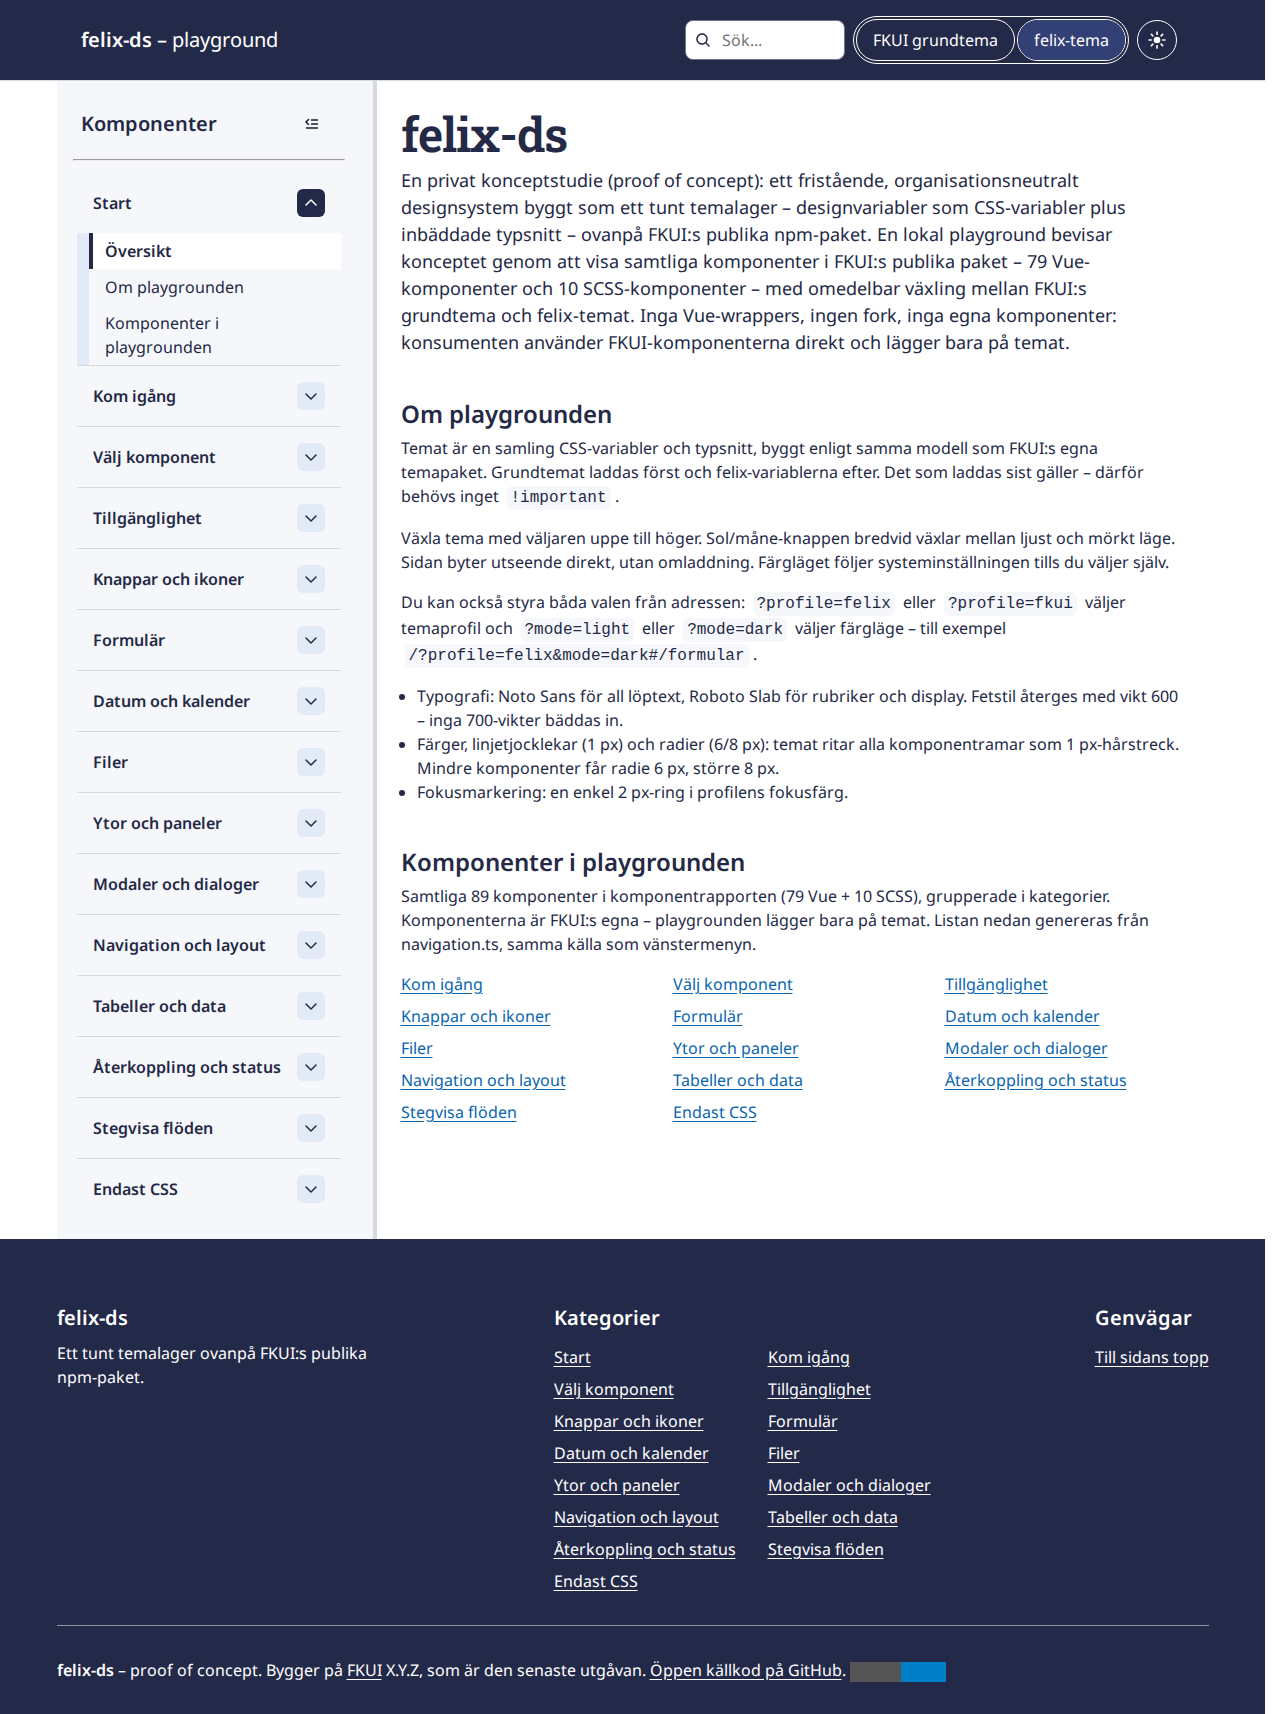 felix-ds – playground
Sök...
FKUI grundtema
felix-tema
Komponenter
Start
Översikt
Om playgrounden
Komponenter i
playgrounden
Kom igång
Välj komponent
Tillgänglighet
Knappar och ikoner
Formulär
Datum och kalender
Filer
Ytor och paneler
Modaler och dialoger
Navigation och layout
Tabeller och data
Återkoppling och status
Stegvisa flöden
Endast CSS
felix-ds
En privat konceptstudie (proof of concept): ett fristående, organisationsneutralt
designsystem byggt som ett tunt temalager – designvariabler som CSS-variabler plus
inbäddade typsnitt – ovanpå FKUI:s publika npm-paket. En lokal playground bevisar
konceptet genom att visa samtliga komponenter i FKUI:s publika paket – 79 Vue-
komponenter och 10 SCSS-komponenter – med omedelbar växling mellan FKUI:s
grundtema och felix-temat. Inga Vue-wrappers, ingen fork, inga egna komponenter:
konsumenten använder FKUI-komponenterna direkt och lägger bara på temat.
Om playgrounden
Temat är en samling CSS-variabler och typsnitt, byggt enligt samma modell som FKUI:s egna
temapaket. Grundtemat laddas först och felix-variablerna efter. Det som laddas sist gäller – därför
behövs inget !important .
Växla tema med väljaren uppe till höger. Sol/måne-knappen bredvid växlar mellan ljust och mörkt läge.
Sidan byter utseende direkt, utan omladdning. Färgläget följer systeminställningen tills du väljer själv.
Du kan också styra båda valen från adressen: ?profile=felix eller ?profile=fkui väljer
temaprofil och ?mode=light eller ?mode=dark väljer färgläge – till exempel
/?profile=felix&mode=dark#/formular .
Typografi: Noto Sans för all löptext, Roboto Slab för rubriker och display. Fetstil återges med vikt 600
– inga 700-vikter bäddas in.
Färger, linjetjocklekar (1 px) och radier (6/8 px): temat ritar alla komponentramar som 1 px-hårstreck.
Mindre komponenter får radie 6 px, större 8 px.
Fokusmarkering: en enkel 2 px-ring i profilens fokusfärg.
Komponenter i playgrounden
Samtliga 89 komponenter i komponentrapporten (79 Vue + 10 SCSS), grupperade i kategorier.
Komponenterna är FKUI:s egna – playgrounden lägger bara på temat. Listan nedan genereras från
navigation.ts, samma källa som vänstermenyn.
Kom igång
Välj komponent
Tillgänglighet
Knappar och ikoner
Formulär
Datum och kalender
Filer
Ytor och paneler
Modaler och dialoger
Navigation och layout
Tabeller och data
Återkoppling och status
Stegvisa flöden
Endast CSS
felix-ds
Ett tunt temalager ovanpå FKUI:s publika
npm-paket.
Kategorier
Start
Kom igång
Välj komponent
Tillgänglighet
Knappar och ikoner
Formulär
Datum och kalender
Filer
Ytor och paneler
Modaler och dialoger
Navigation och layout
Tabeller och data
Återkoppling och status
Stegvisa flöden
Endast CSS
Genvägar
Till sidans topp
felix-ds – proof of concept. Bygger på FKUI X.Y.Z, som är den senaste utgåvan. Öppen källkod på GitHub.